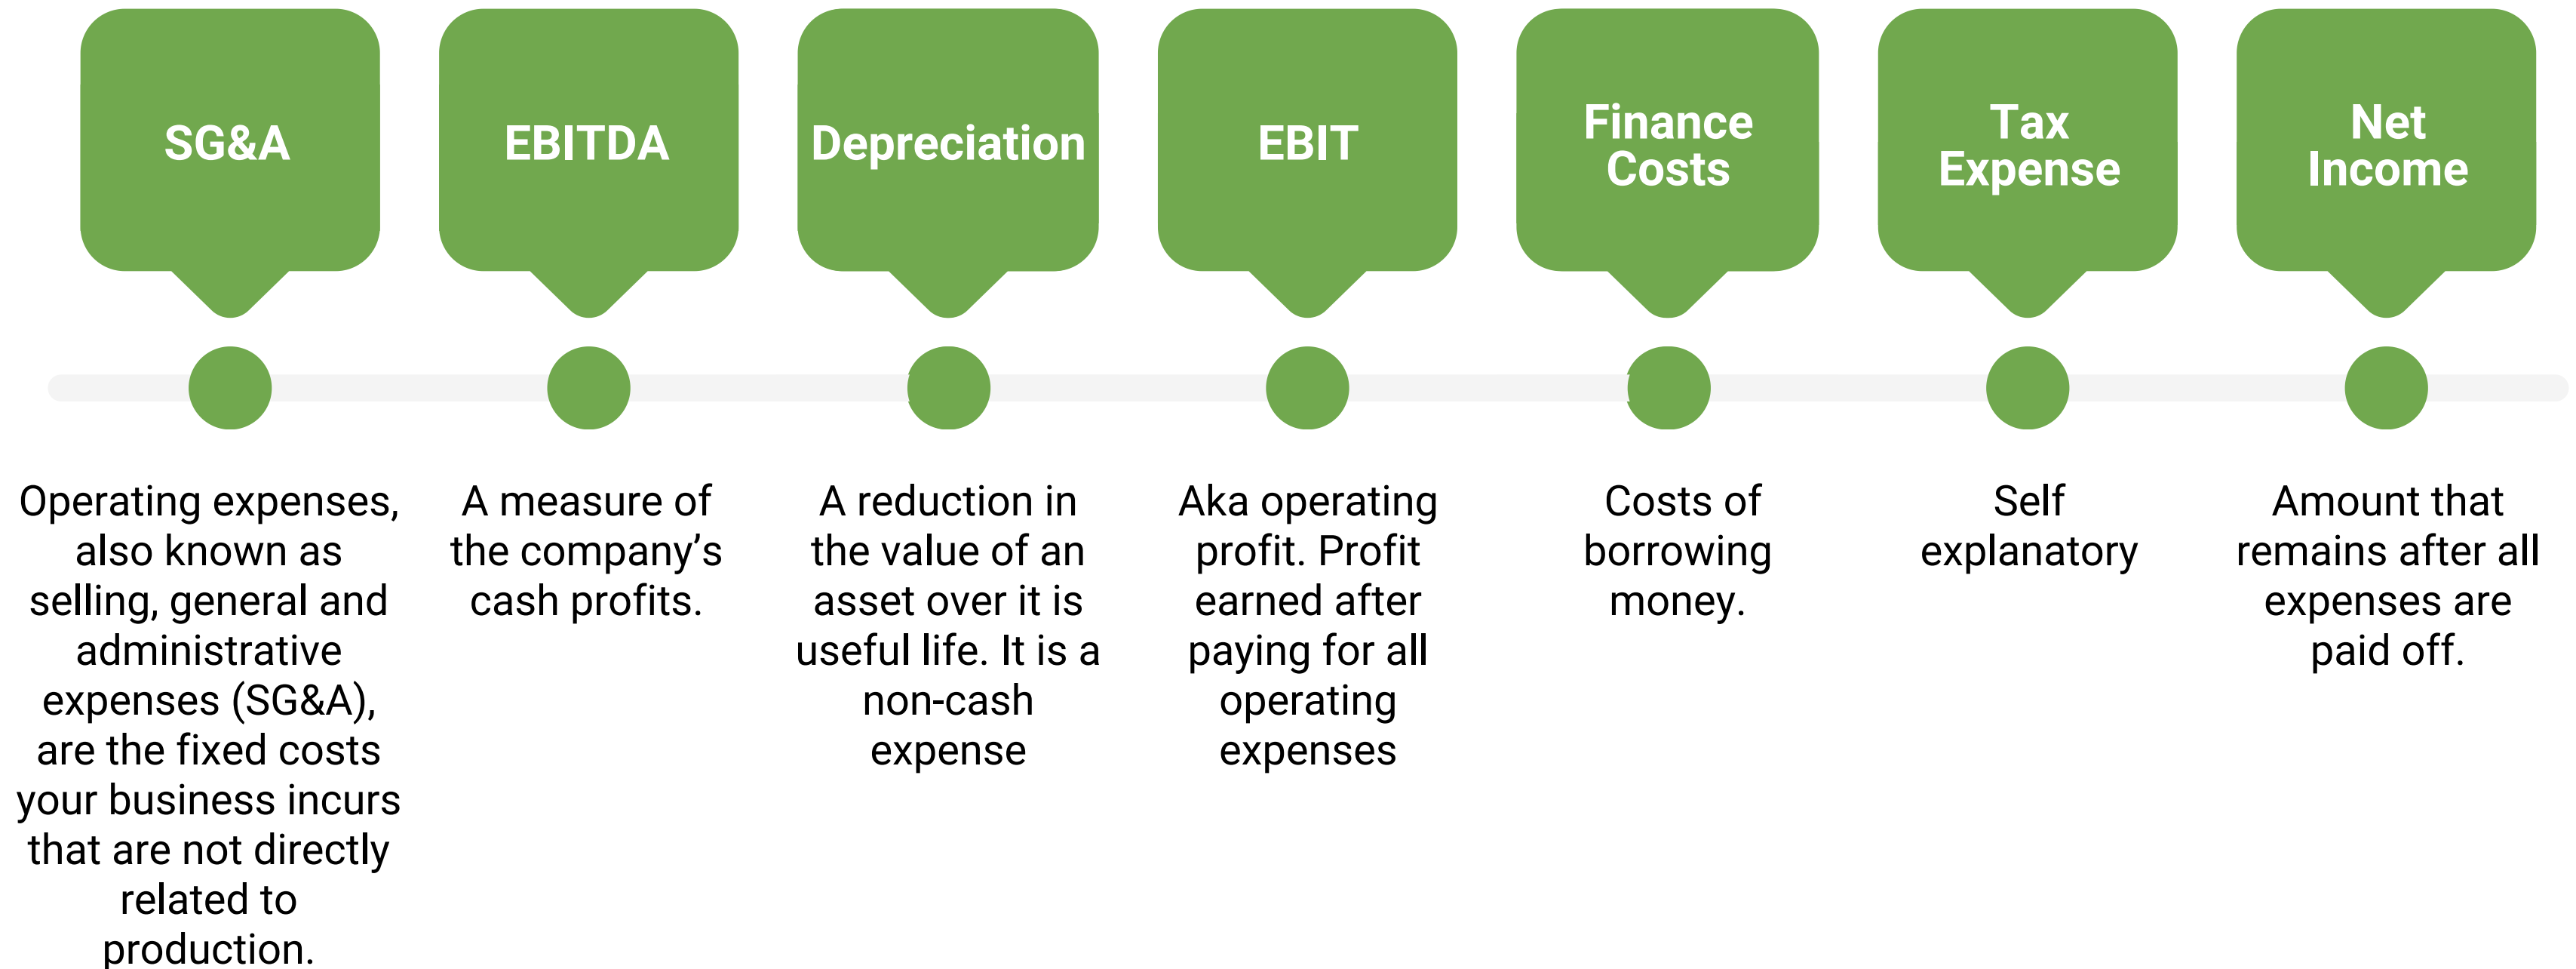 SG&A
EBITDA
Depreciation
EBIT
Finance
Costs
Tax
Expense
Net
Income
Operating expenses,
also known as
selling, general and
administrative
expenses (SG&A),
are the fixed costs
your business incurs
that are not directly
related to
production.
A measure of
the company’s
cash profits.
A reduction in
the value of an
asset over it is
useful life. It is a
non-cash
expense
Aka operating
profit. Profit
earned after
paying for all
operating
expenses
Costs of
borrowing
money.
Self
explanatory
Amount that
remains after all
expenses are
paid off.